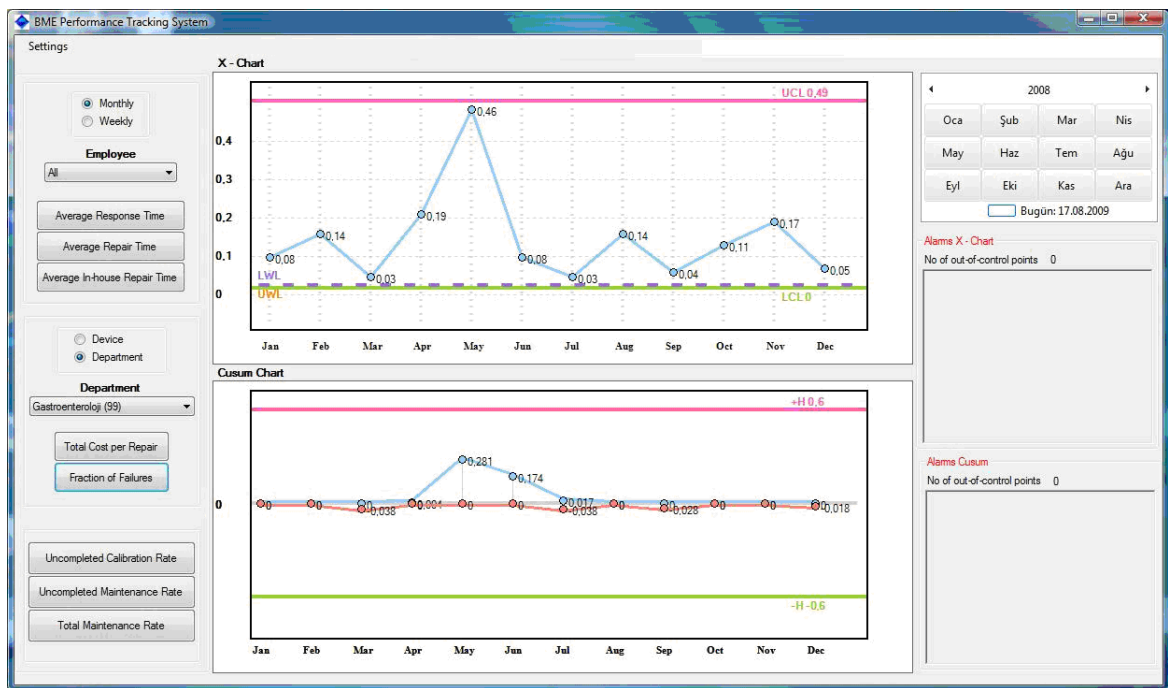 BME Performance Tracking System
Settings
Monthly
Weekly
Employee
All
Average Response Time
Average Repair Time
Average In-house Repair Time
Device
Department
Department
Gastroenteroloji (99)
Total Cost per Repair
Fraction of Failures
Uncompleted Calibration Rate
Uncompleted Maintenance Rate
Total Maintenance Rate
X - Chart
UCL 0,49
0,4
0,3
0,2
0,1
0
0,08
0,14
0,03
0,19
0,46
0,08
0,03
0,14
0,04
0,11
0,17
0,05
LWL
UWL
LCL 0
Jan Feb Mar Apr May Jun Jul Aug Sep Oct Nov Dec
Cusum Chart
+H 0,6
0
0,281
0,174
0,017
0
0
0
-0,038
0,001
0
0
-0,038
0
-0,028
0
0
-0,018
-H -0,6
Jan Feb Mar Apr May Jun Jul Aug Sep Oct Nov Dec
2008
Oca Şub Mar Nis
May Haz Tem Ağu
Eyl Eki Kas Ara
Bugün: 17.08.2009
Alarms X - Chart
No of out-of-control points 0
Alarms Cusum
No of out-of-control points 0